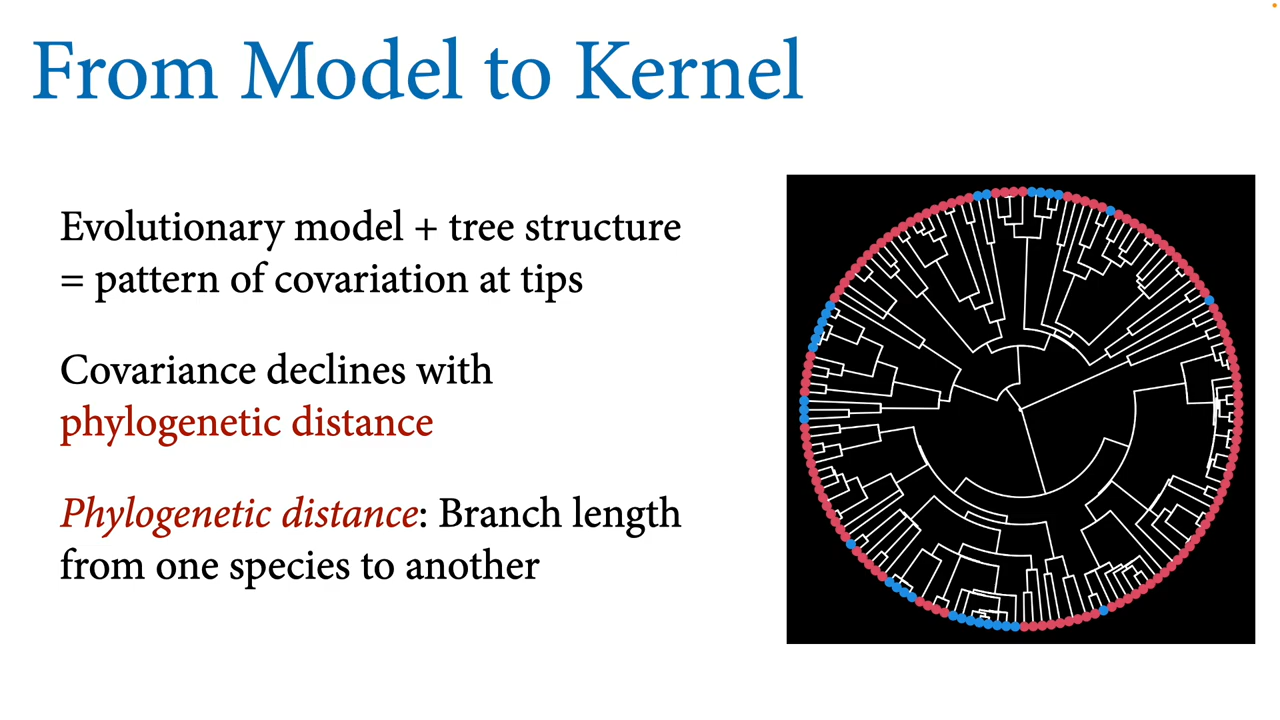 From Model to Kernel
Evolutionary model + tree structure
= pattern of covariation at tips
Covariance declines with
phylogenetic distance
Phylogenetic distance: Branch length
from one species to another